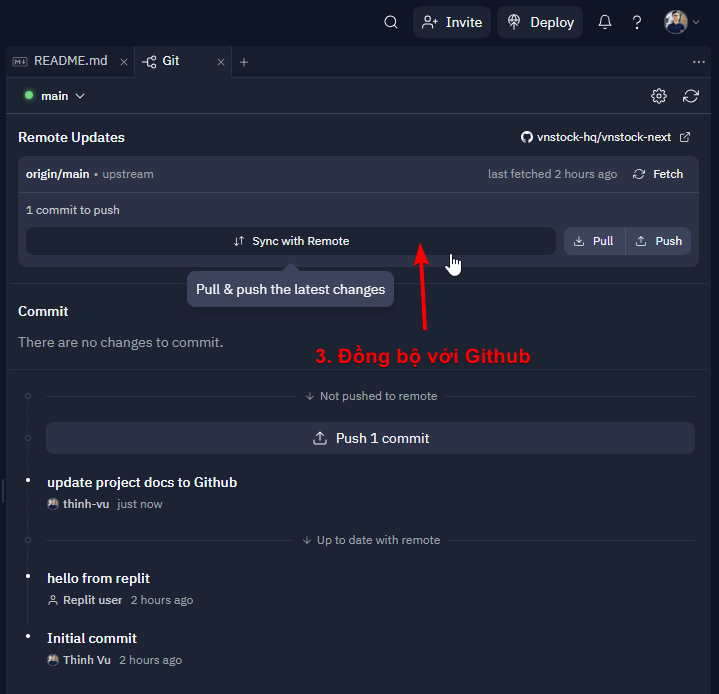 Invite
Deploy
README.md
Git
main
Remote Updates
vnstock-hq/vnstock-next
origin/main • upstream
last fetched 2 hours ago
Fetch
1 commit to push
Sync with Remote
Pull
Push
Pull & push the latest changes
Commit
There are no changes to commit.
3. Đồng bộ với Github
Not pushed to remote
Push 1 commit
update project docs to Github
thinh-vu just now
Up to date with remote
hello from replit
Replit user 2 hours ago
Initial commit
Thinh Vu 2 hours ago